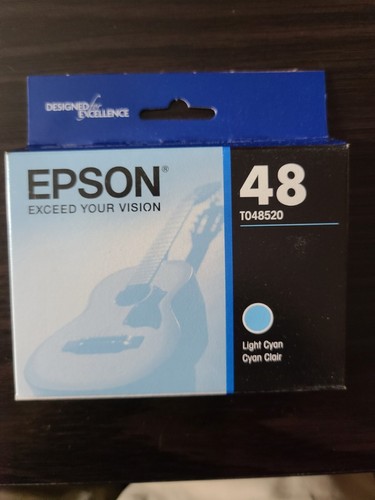 DESIGNED for
EXCELLENCE
EPSON®
EXCEED YOUR VISION
48
T048520
Light Cyan
Cyan Clair